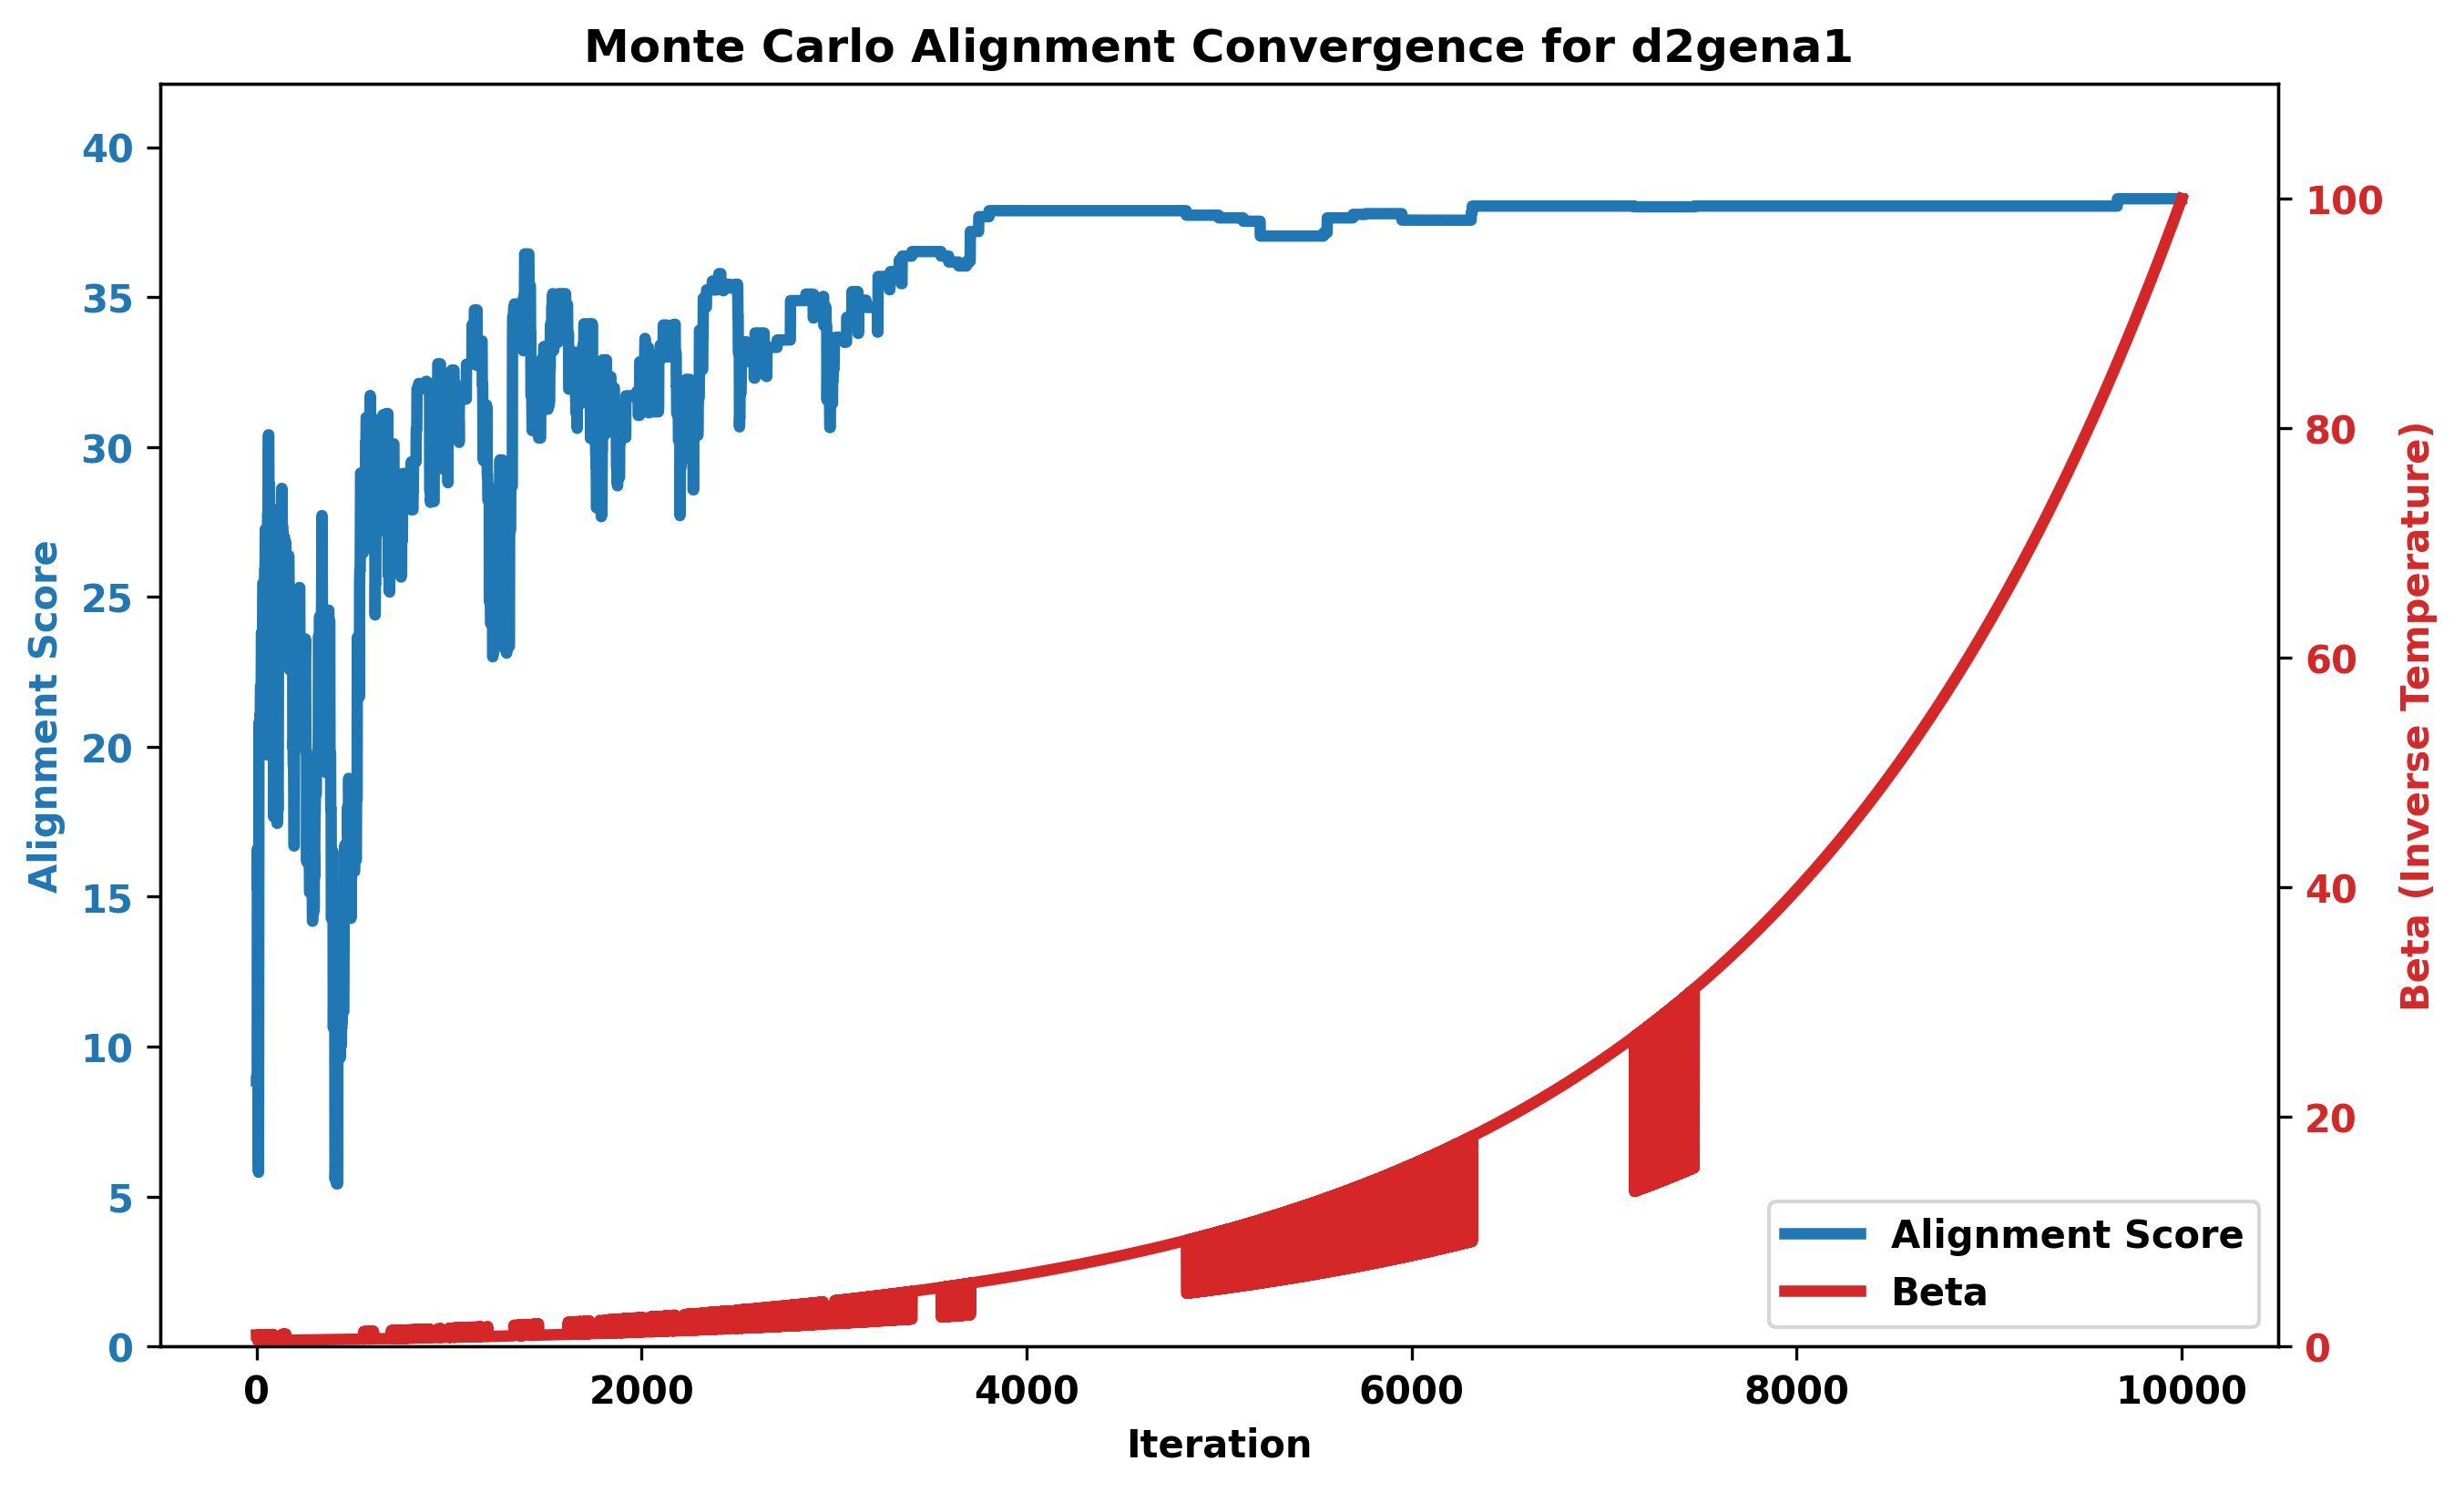 Monte Carlo Alignment Convergence for d2gena1
Alignment Score
40
35
30
25
20
15
10
5
0
100
80
60
40
20
0
Beta (Inverse Temperature)
Alignment Score
Beta
0 2000 4000 6000 8000 10000
Iteration